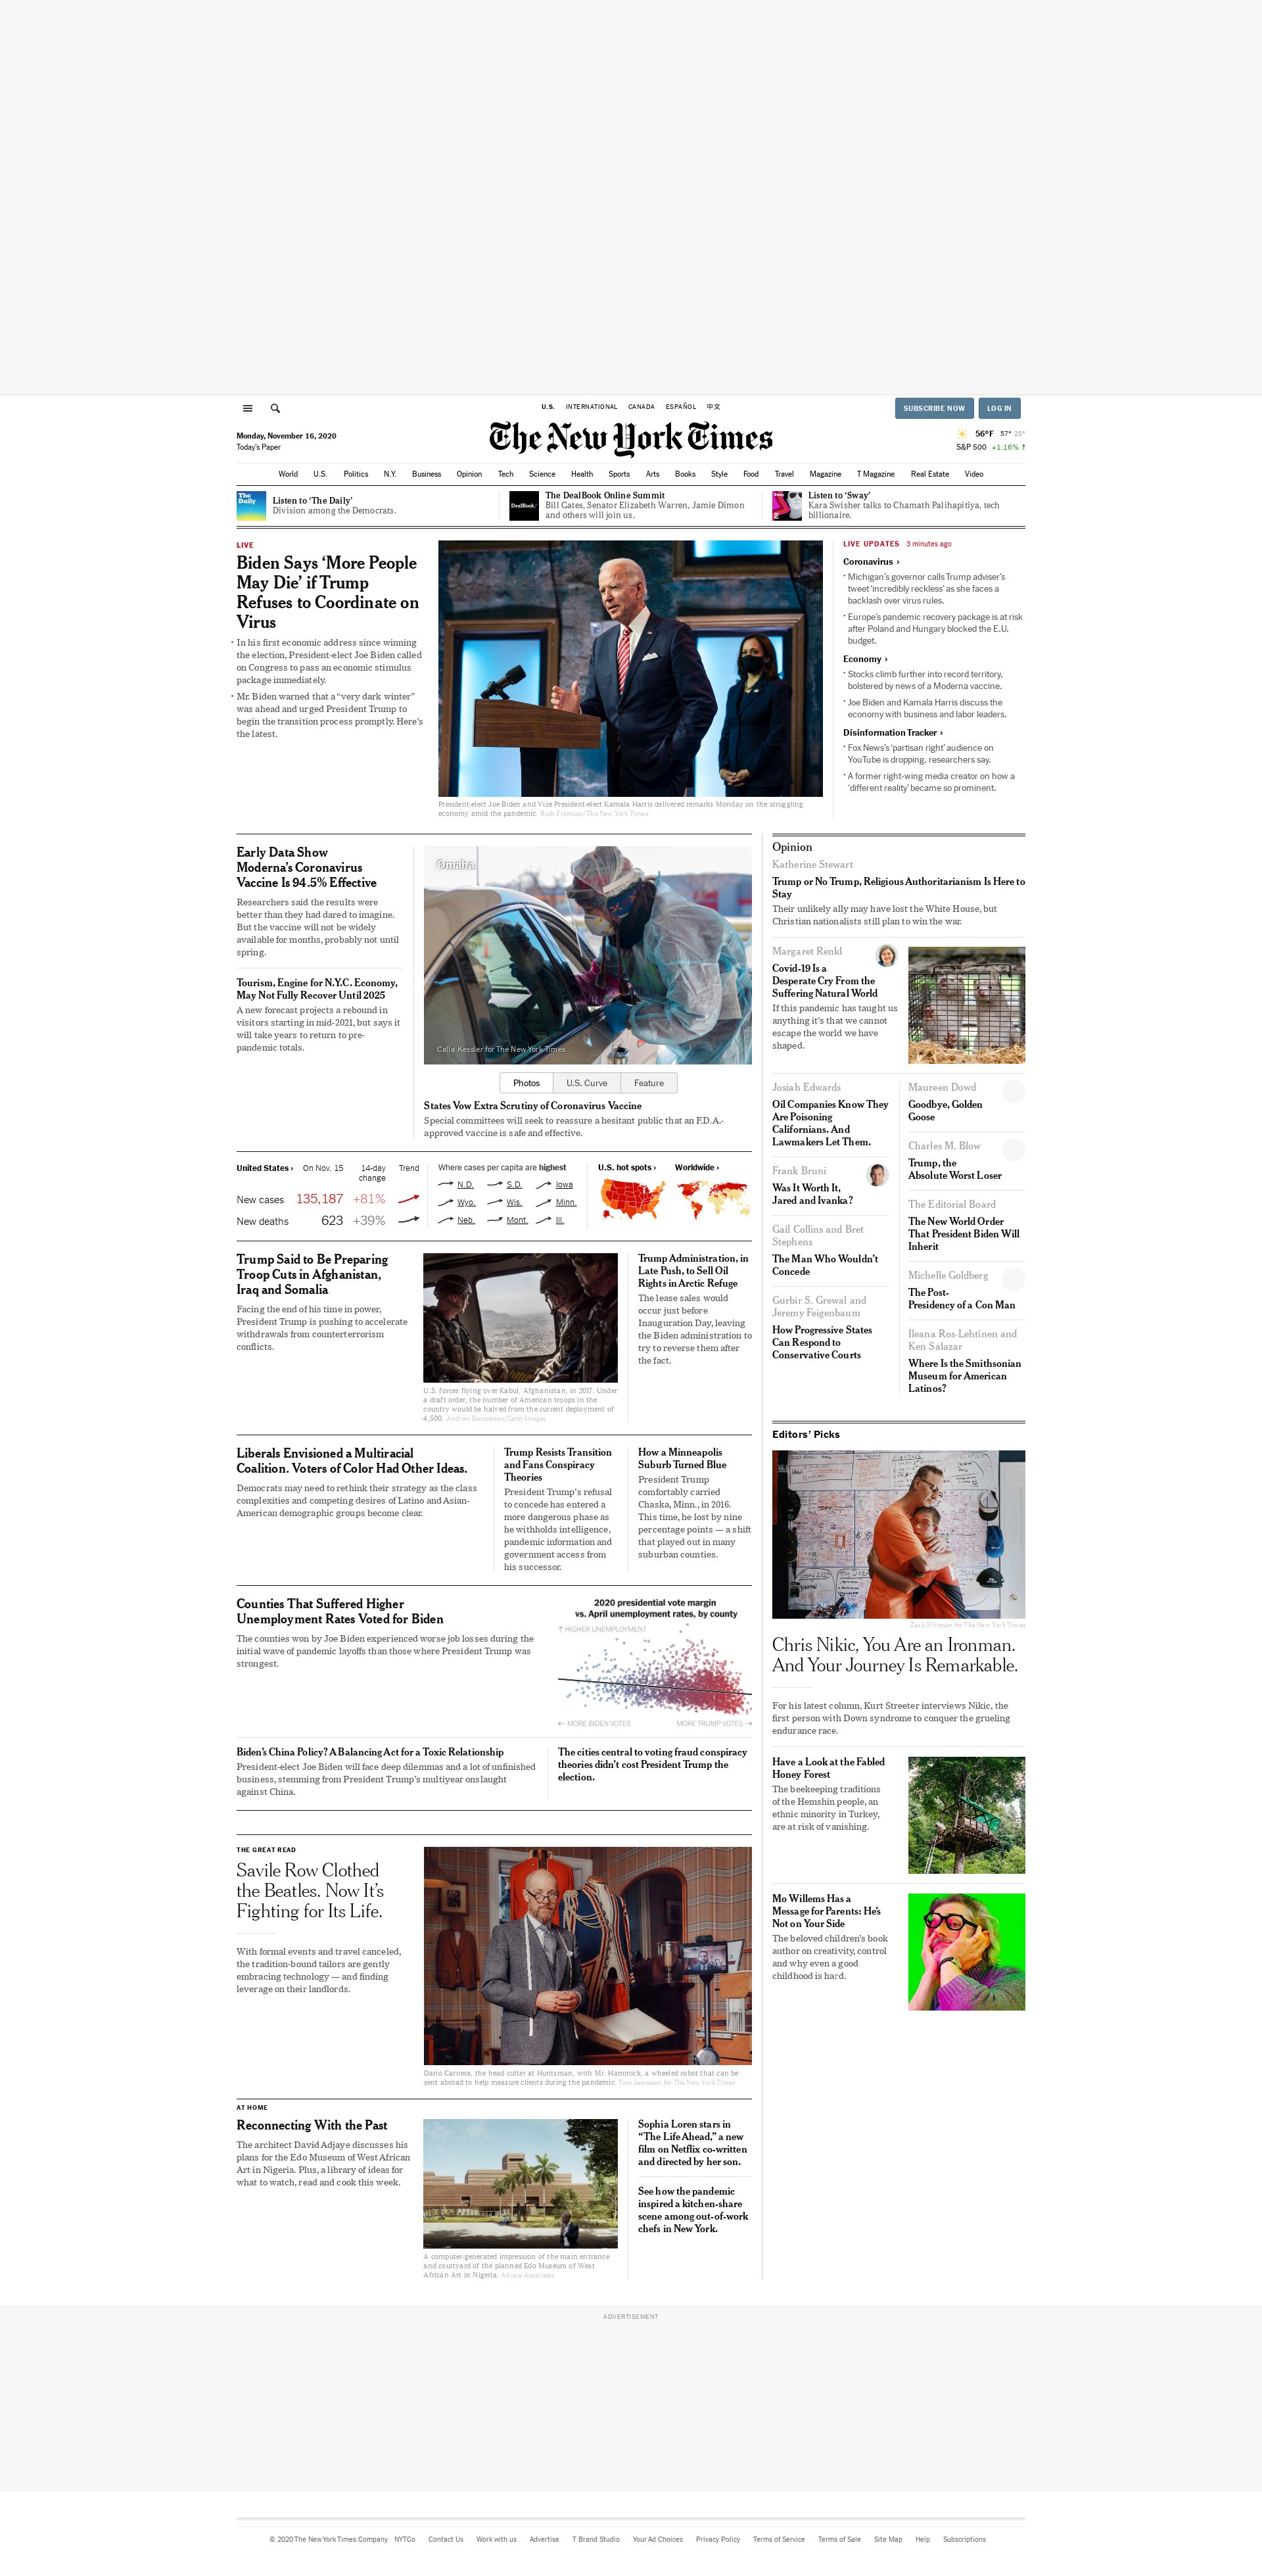 U.S. INTERNATIONAL CANADA ESPAÑOL 中文
SUBSCRIBE NOW LOG IN
Monday, November 16, 2020
Today's Paper
The New York Times
56°F 57° 25°
S&P 500 +1.16% ↑
World U.S. Politics N.Y. Business Opinion Tech Science Health Sports Arts Books Style Food Travel Magazine T Magazine Real Estate Video
The
Daily
Listen to ‘The Daily’
Division among the Democrats.
DealBook
The DealBook Online Summit
Bill Gates, Senator Elizabeth Warren, Jamie Dimon
and others will join us.
Listen to ‘Sway’
Kara Swisher talks to Chamath Palihapitiya, tech
billionaire.
LIVE
Biden Says ‘More People
May Die’ if Trump
Refuses to Coordinate on
Virus
• In his first economic address since winning
the election, President-elect Joe Biden called
on Congress to pass an economic stimulus
package immediately.
• Mr. Biden warned that a “very dark winter”
was ahead and urged President Trump to
begin the transition process promptly. Here’s
the latest.
President-elect Joe Biden and Vice President-elect Kamala Harris delivered remarks Monday on the struggling
economy amid the pandemic. Ruth Fremson/The New York Times
LIVE UPDATES 3 minutes ago
Coronavirus ›
• Michigan’s governor calls Trump adviser’s
tweet ‘incredibly reckless’ as she faces a
backlash over virus rules.
• Europe’s pandemic recovery package is at risk
after Poland and Hungary blocked the E.U.
budget.
Economy ›
• Stocks climb further into record territory,
bolstered by news of a Moderna vaccine.
• Joe Biden and Kamala Harris discuss the
economy with business and labor leaders.
Disinformation Tracker ›
• Fox News’s ‘partisan right’ audience on
YouTube is dropping, researchers say.
• A former right-wing media creator on how a
‘different reality’ became so prominent.
Early Data Show
Moderna’s Coronavirus
Vaccine Is 94.5% Effective
Researchers said the results were
better than they had dared to imagine.
But the vaccine will not be widely
available for months, probably not until
spring.
Tourism, Engine for N.Y.C. Economy,
May Not Fully Recover Until 2025
A new forecast projects a rebound in
visitors starting in mid-2021, but says it
will take years to return to pre-
pandemic totals.
Omaha
Calla Kessler for The New York Times
Photos U.S. Curve Feature
States Vow Extra Scrutiny of Coronavirus Vaccine
Special committees will seek to reassure a hesitant public that an F.D.A.-
approved vaccine is safe and effective.
United States › On Nov. 15 14-day
change Trend
New cases 135,187 +81%
New deaths 623 +39%
Where cases per capita are highest
N.D. S.D. Iowa
Wyo. Wis. Minn.
Neb. Mont. Ill.
U.S. hot spots › Worldwide ›
Trump Said to Be Preparing
Troop Cuts in Afghanistan,
Iraq and Somalia
Facing the end of his time in power,
President Trump is pushing to accelerate
withdrawals from counterterrorism
conflicts.
U.S. forces flying over Kabul, Afghanistan, in 2017. Under
a draft order, the number of American troops in the
country would be halved from the current deployment of
4,500. Andrew Renneisen/Getty Images
Trump Administration, in
Late Push, to Sell Oil
Rights in Arctic Refuge
The lease sales would
occur just before
Inauguration Day, leaving
the Biden administration to
try to reverse them after
the fact.
Liberals Envisioned a Multiracial
Coalition. Voters of Color Had Other Ideas.
Democrats may need to rethink their strategy as the class
complexities and competing desires of Latino and Asian-
American demographic groups become clear.
Trump Resists Transition
and Fans Conspiracy
Theories
President Trump’s refusal
to concede has entered a
more dangerous phase as
he withholds intelligence,
pandemic information and
government access from
his successor.
How a Minneapolis
Suburb Turned Blue
President Trump
comfortably carried
Chaska, Minn., in 2016.
This time, he lost by nine
percentage points — a shift
that played out in many
suburban counties.
Counties That Suffered Higher
Unemployment Rates Voted for Biden
The counties won by Joe Biden experienced worse job losses during the
initial wave of pandemic layoffs than those where President Trump was
strongest.
2020 presidential vote margin
vs. April unemployment rates, by county
↑ HIGHER UNEMPLOYMENT
← MORE BIDEN VOTES MORE TRUMP VOTES →
Biden’s China Policy? A Balancing Act for a Toxic Relationship
President-elect Joe Biden will face deep dilemmas and a lot of unfinished
business, stemming from President Trump’s multiyear onslaught
against China.
The cities central to voting fraud conspiracy
theories didn’t cost President Trump the
election.
THE GREAT READ
Savile Row Clothed
the Beatles. Now It’s
Fighting for Its Life.
With formal events and travel canceled,
the tradition-bound tailors are gently
embracing technology — and finding
leverage on their landlords.
Dario Carnera, the head cutter at Huntsman, with Mr. Hammick, a wheeled robot that can be
sent abroad to help measure clients during the pandemic. Tom Jamieson for The New York Times
AT HOME
Reconnecting With the Past
The architect David Adjaye discusses his
plans for the Edo Museum of West African
Art in Nigeria. Plus, a library of ideas for
what to watch, read and cook this week.
A computer-generated impression of the main entrance
and courtyard of the planned Edo Museum of West
African Art in Nigeria. Adjaye Associates
Sophia Loren stars in
“The Life Ahead,” a new
film on Netflix co-written
and directed by her son.
See how the pandemic
inspired a kitchen-share
scene among out-of-work
chefs in New York.
Opinion
Katherine Stewart
Trump or No Trump, Religious Authoritarianism Is Here to
Stay
Their unlikely ally may have lost the White House, but
Christian nationalists still plan to win the war.
Margaret Renkl
Covid-19 Is a
Desperate Cry From the
Suffering Natural World
If this pandemic has taught us
anything it’s that we cannot
escape the world we have
shaped.
Josiah Edwards
Oil Companies Know They
Are Poisoning
Californians. And
Lawmakers Let Them.
Frank Bruni
Was It Worth It,
Jared and Ivanka?
Gail Collins and Bret
Stephens
The Man Who Wouldn’t
Concede
Gurbir S. Grewal and
Jeremy Feigenbaum
How Progressive States
Can Respond to
Conservative Courts
Maureen Dowd
Goodbye, Golden
Goose
Charles M. Blow
Trump, the
Absolute Worst Loser
The Editorial Board
The New World Order
That President Biden Will
Inherit
Michelle Goldberg
The Post-
Presidency of a Con Man
Ileana Ros-Lehtinen and
Ken Salazar
Where Is the Smithsonian
Museum for American
Latinos?
Editors’ Picks
Zack Wittman for The New York Times
Chris Nikic, You Are an Ironman.
And Your Journey Is Remarkable.
For his latest column, Kurt Streeter interviews Nikic, the
first person with Down syndrome to conquer the grueling
endurance race.
Have a Look at the Fabled
Honey Forest
The beekeeping traditions
of the Hemshin people, an
ethnic minority in Turkey,
are at risk of vanishing.
Mo Willems Has a
Message for Parents: He’s
Not on Your Side
The beloved children’s book
author on creativity, control
and why even a good
childhood is hard.
ADVERTISEMENT
© 2020 The New York Times Company NYTCo Contact Us Work with us Advertise T Brand Studio Your Ad Choices Privacy Policy Terms of Service Terms of Sale Site Map Help Subscriptions